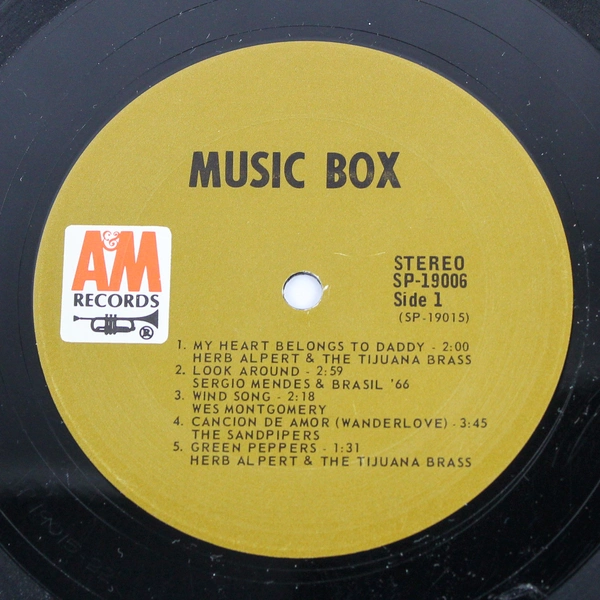 MUSIC BOX
A&M
RECORDS
®
STEREO
SP-19006
Side 1
(SP-19015)
1. MY HEART BELONGS TO DADDY - 2:00
HERB ALPERT & THE TIJUANA BRASS
2. LOOK AROUND - 2:59
SERGIO MENDES & BRASIL '66
3. WIND SONG - 2:18
WES MONTGOMERY
4. CANCION DE AMOR (WANDERLOVE) - 3:45
THE SANDPIPERS
5. GREEN PEPPERS - 1:31
HERB ALPERT & THE TIJUANA BRASS